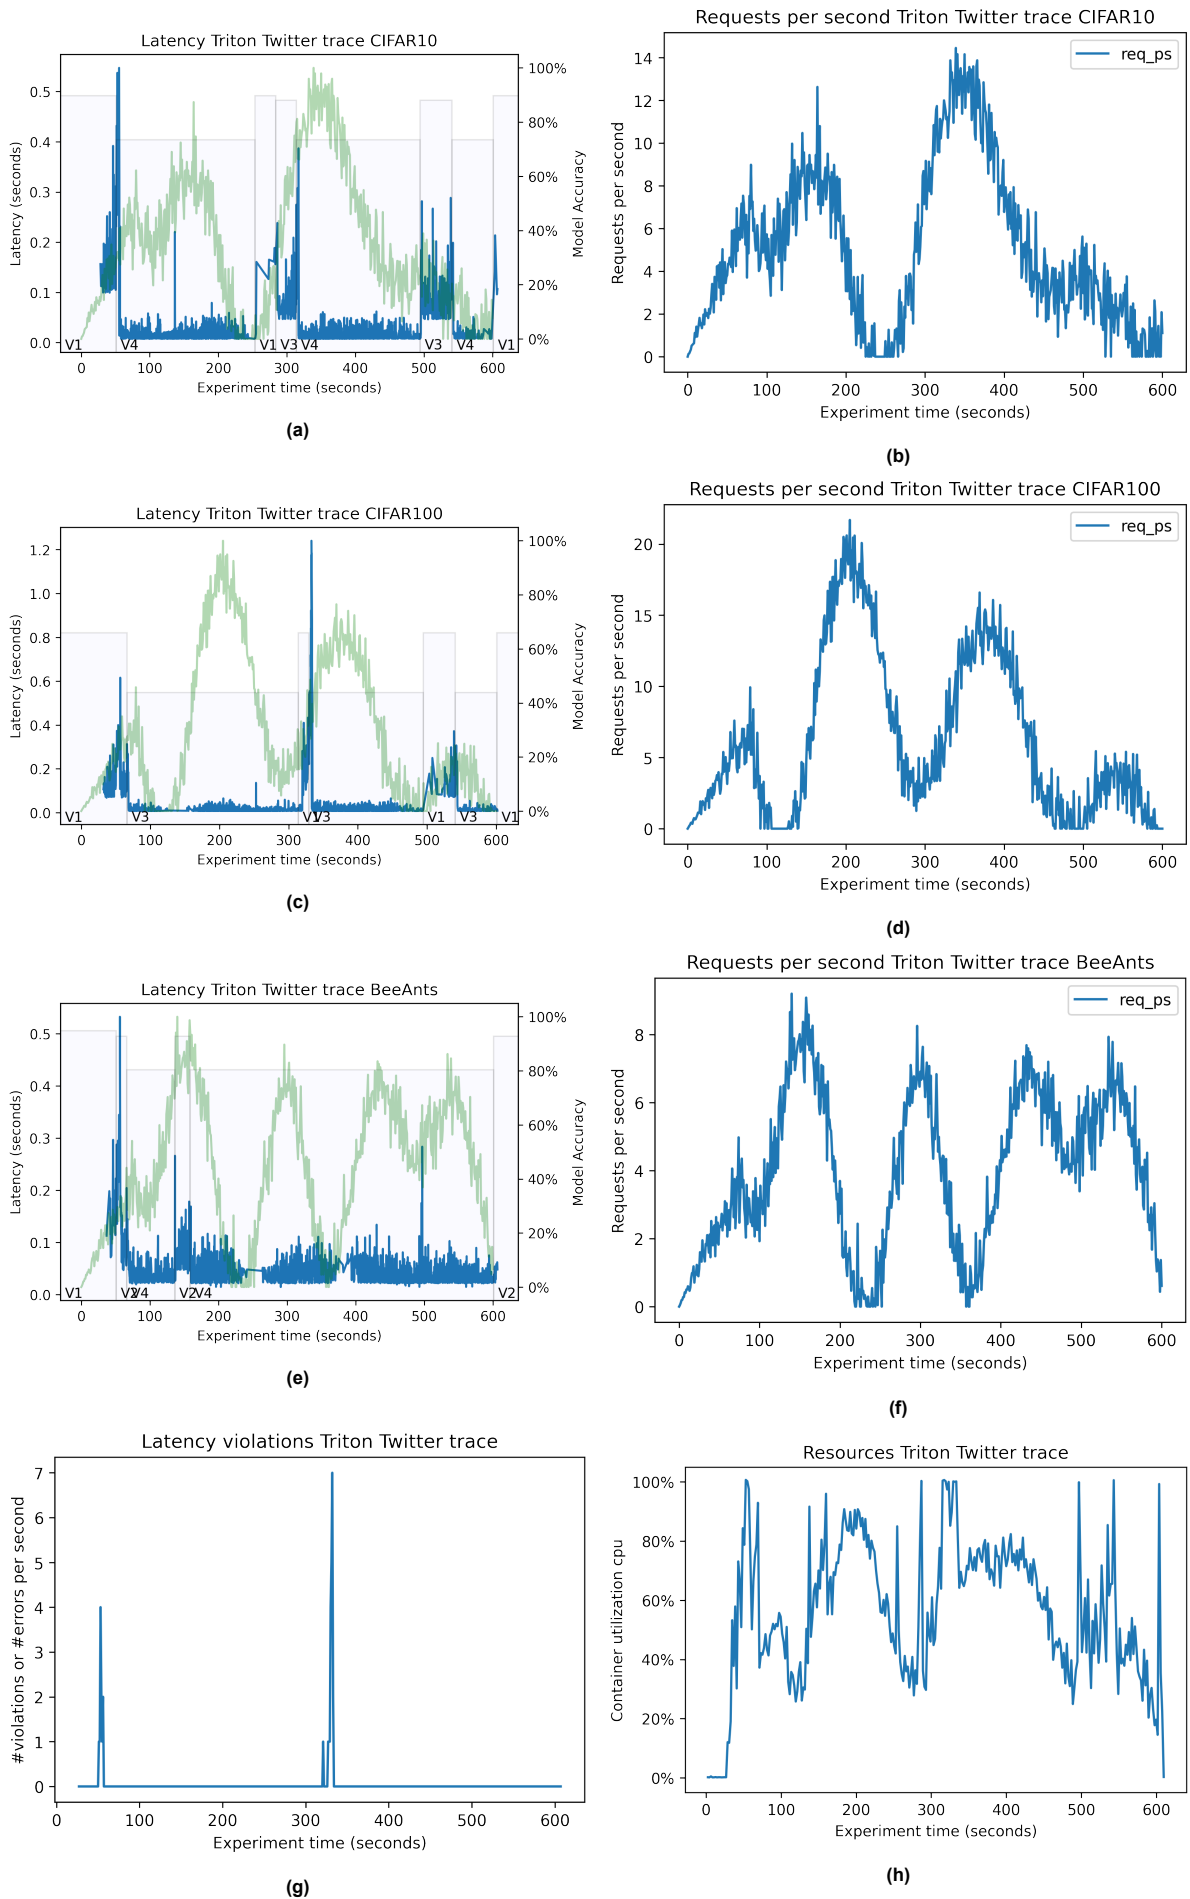 Latency Triton Twitter trace CIFAR10
Latency (seconds)
0.5
0.4
0.3
0.2
0.1
0.0
100%
80%
60%
40%
20%
0%
Model Accuracy
V1 V4 V1 V3 V4 V3 V4 V1
0 100 200 300 400 500 600
Experiment time (seconds)
(a)
Requests per second Triton Twitter trace CIFAR10
req_ps
Requests per second
14
12
10
8
6
4
2
0
0 100 200 300 400 500 600
Experiment time (seconds)
(b)
Latency Triton Twitter trace CIFAR100
Latency (seconds)
1.2
1.0
0.8
0.6
0.4
0.2
0.0
100%
80%
60%
40%
20%
0%
Model Accuracy
V1 V3 V1 V3 V1 V3 V1
0 100 200 300 400 500 600
Experiment time (seconds)
(c)
Requests per second Triton Twitter trace CIFAR100
req_ps
Requests per second
20
15
10
5
0
0 100 200 300 400 500 600
Experiment time (seconds)
(d)
Latency Triton Twitter trace BeeAnts
Latency (seconds)
0.5
0.4
0.3
0.2
0.1
0.0
100%
80%
60%
40%
20%
0%
Model Accuracy
V1 V2 V4 V2 V4 V2
0 100 200 300 400 500 600
Experiment time (seconds)
(e)
Requests per second Triton Twitter trace BeeAnts
req_ps
Requests per second
8
6
4
2
0
0 100 200 300 400 500 600
Experiment time (seconds)
(f)
Latency violations Triton Twitter trace
#violations or #errors per second
7
6
5
4
3
2
1
0
0 100 200 300 400 500 600
Experiment time (seconds)
(g)
Resources Triton Twitter trace
Container utilization cpu
100%
80%
60%
40%
20%
0%
0 100 200 300 400 500 600
Experiment time (seconds)
(h)